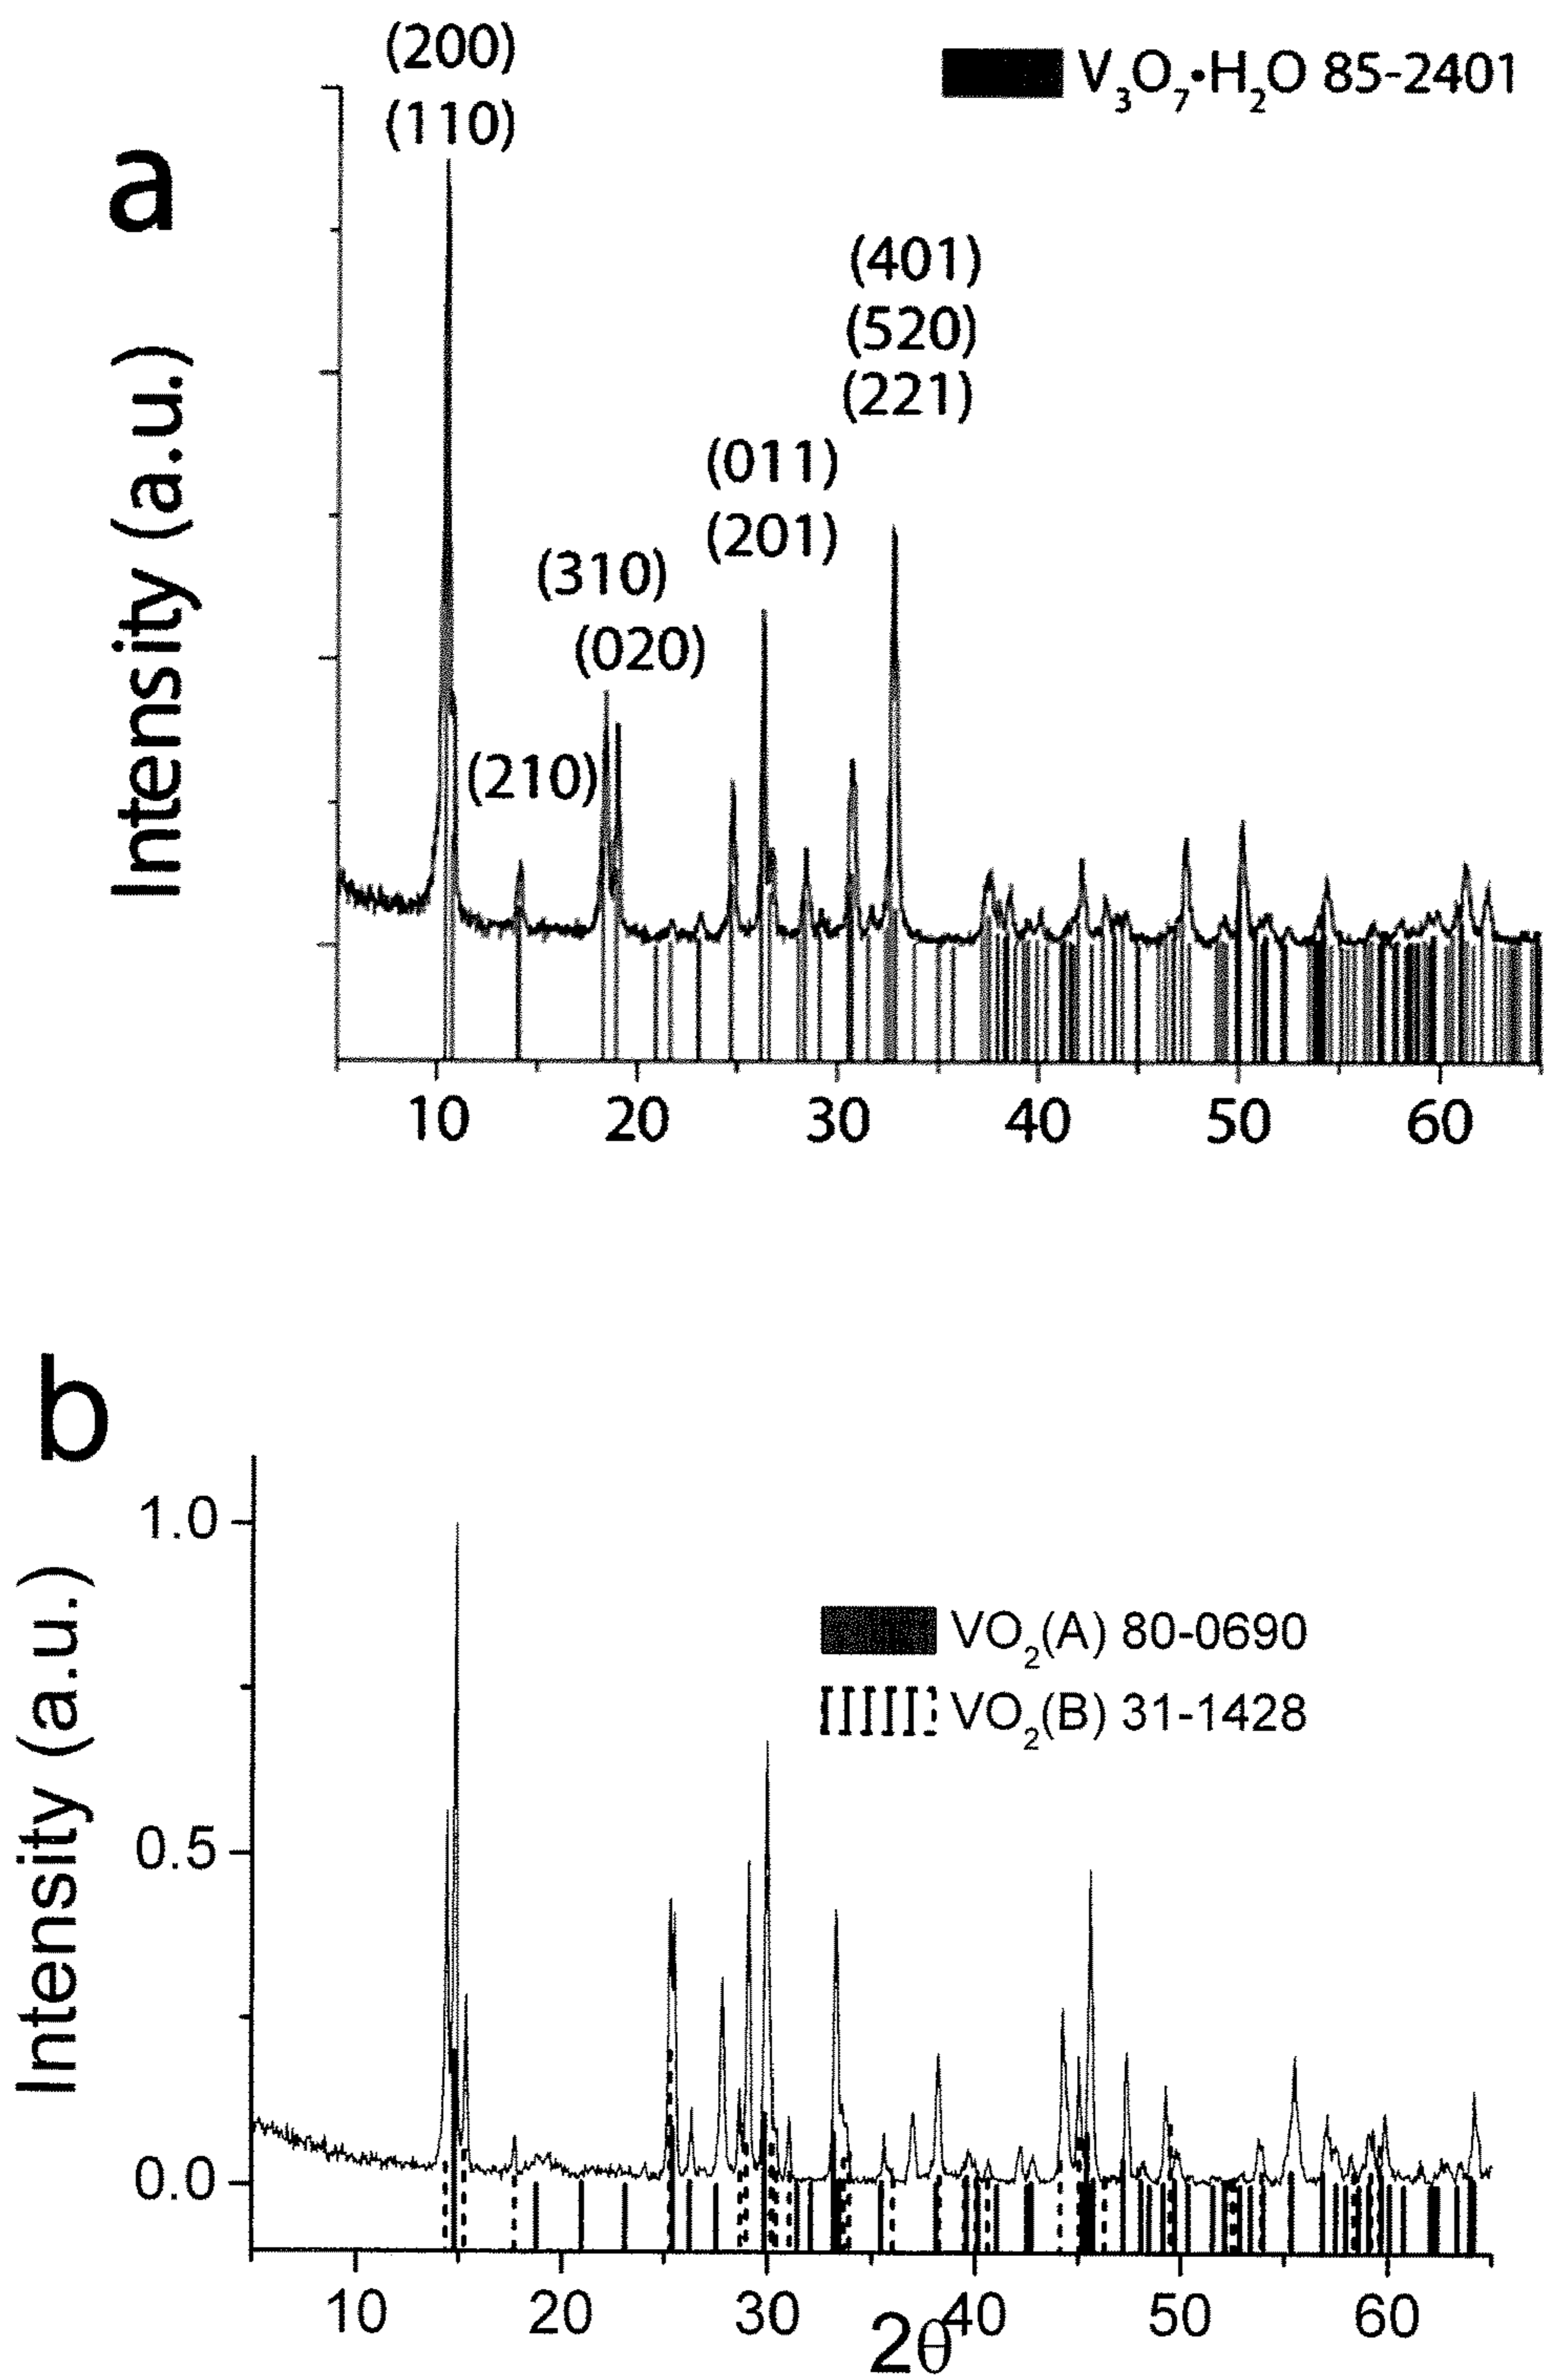 a
V₃O₇•H₂O 85-2401
Intensity (a.u.)
(200)
(110)
(210)
(310)
(020)
(011)
(201)
(401)
(520)
(221)
10 20 30 40 50 60
b
Intensity (a.u.)
1.0
0.5
0.0
VO₂(A) 80-0690
VO₂(B) 31-1428
10 20 30 40 50 60
2θ